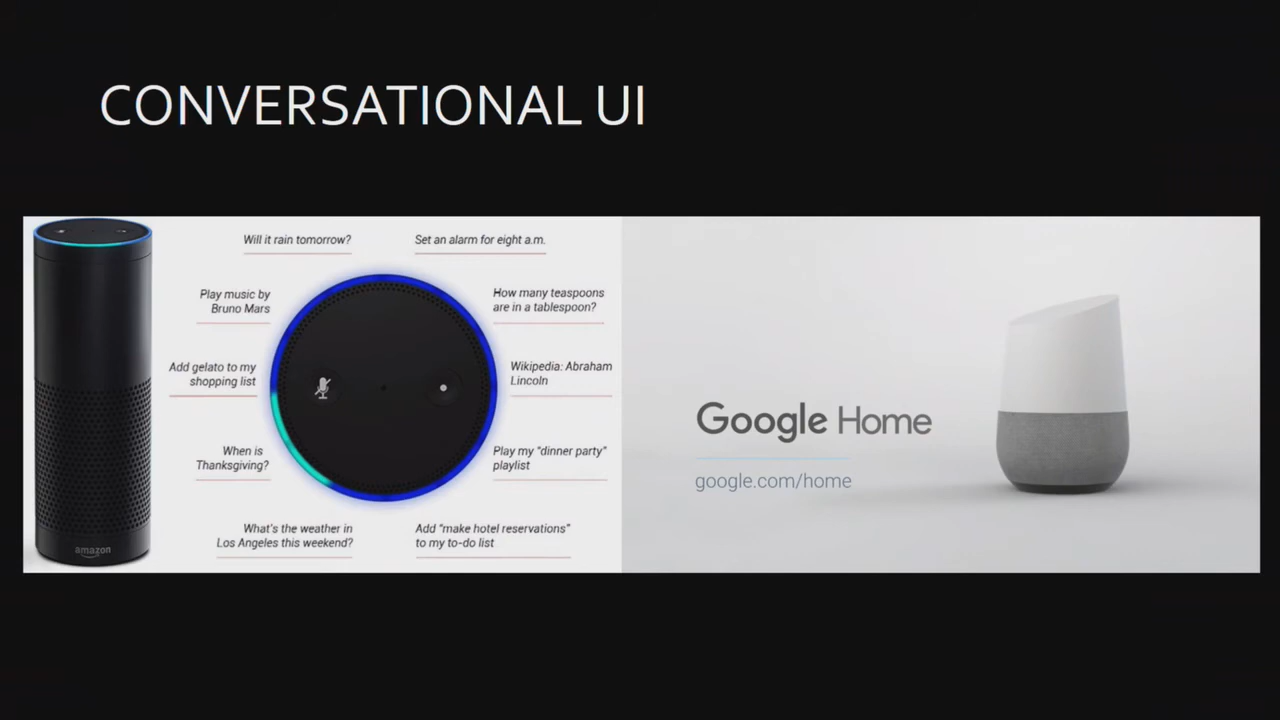 CONVERSATIONAL UI
Will it rain tomorrow?
Set an alarm for eight a.m.
Play music by
Bruno Mars
How many teaspoons
are in a tablespoon?
Add gelato to my
shopping list
Wikipedia: Abraham
Lincoln
When is
Thanksgiving?
Play my "dinner party"
playlist
What's the weather in
Los Angeles this weekend?
Add "make hotel reservations"
to my to-do list
amazon
Google Home
google.com/home